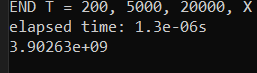 END T = 200, 5000, 20000, X
elapsed time: 1.3e-06s
3.90263e+09